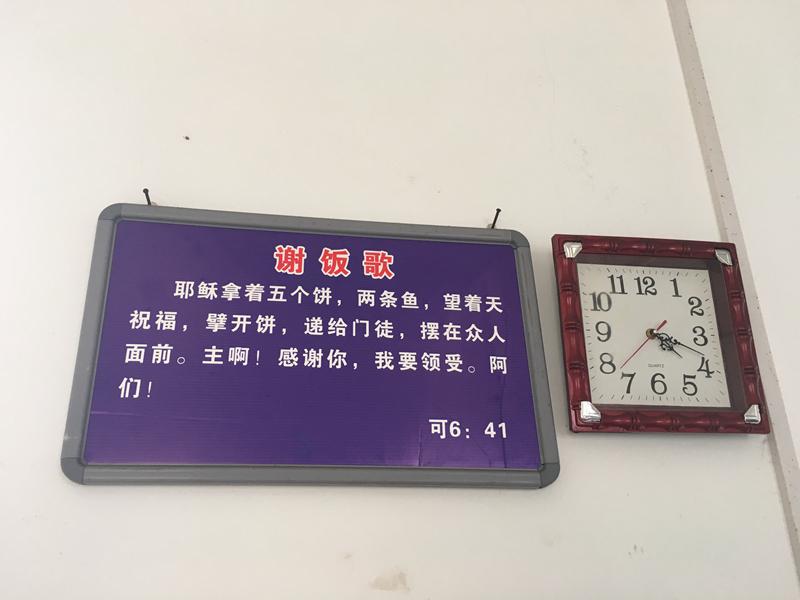 谢饭歌
耶稣拿着五个饼，两条鱼，望着天
祝福，擘开饼，递给门徒，摆在众人
面前。主啊！感谢你，我要领受。阿
们！
可6：41
11 12 1
10 2
9 3
QUARTZ
8 4
7 6 5